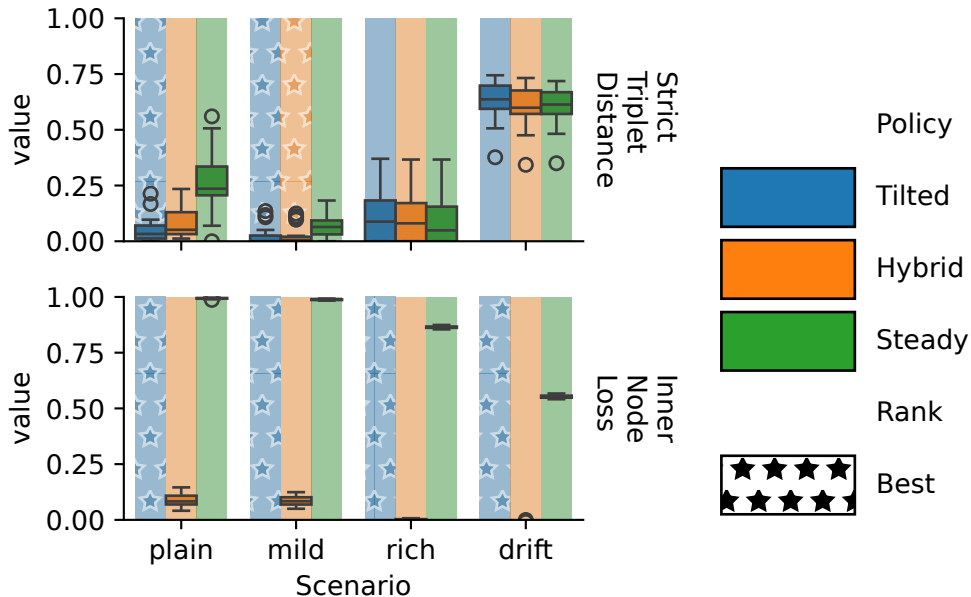 1.00
0.75
0.50
0.25
0.00
value
Strict
Triplet
Distance
1.00
0.75
0.50
0.25
0.00
value
Inner
Node
Loss
plain
mild
rich
drift
Scenario
Policy
Tilted
Hybrid
Steady
Rank
Best